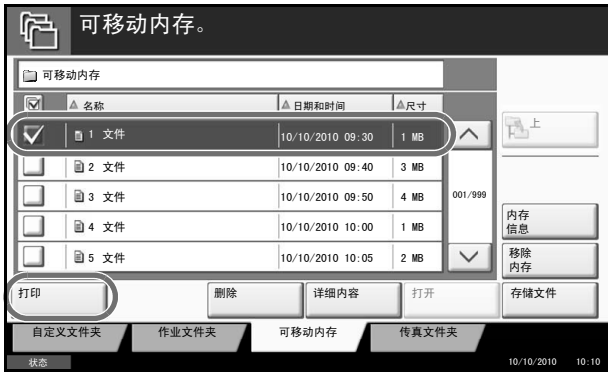 可移动内存。
可移动内存
名称 日期和时间 尺寸
1 文件 10/10/2010 09:30 1 MB
2 文件 10/10/2010 09:40 3 MB
3 文件 10/10/2010 09:50 4 MB
4 文件 10/10/2010 10:00 1 MB
5 文件 10/10/2010 10:05 2 MB
001/999
上
内存
信息
移除
内存
打印 删除 详细内容 打开 存储文件
自定义文件夹 作业文件夹 可移动内存 传真文件夹
状态 10/10/2010 10:10